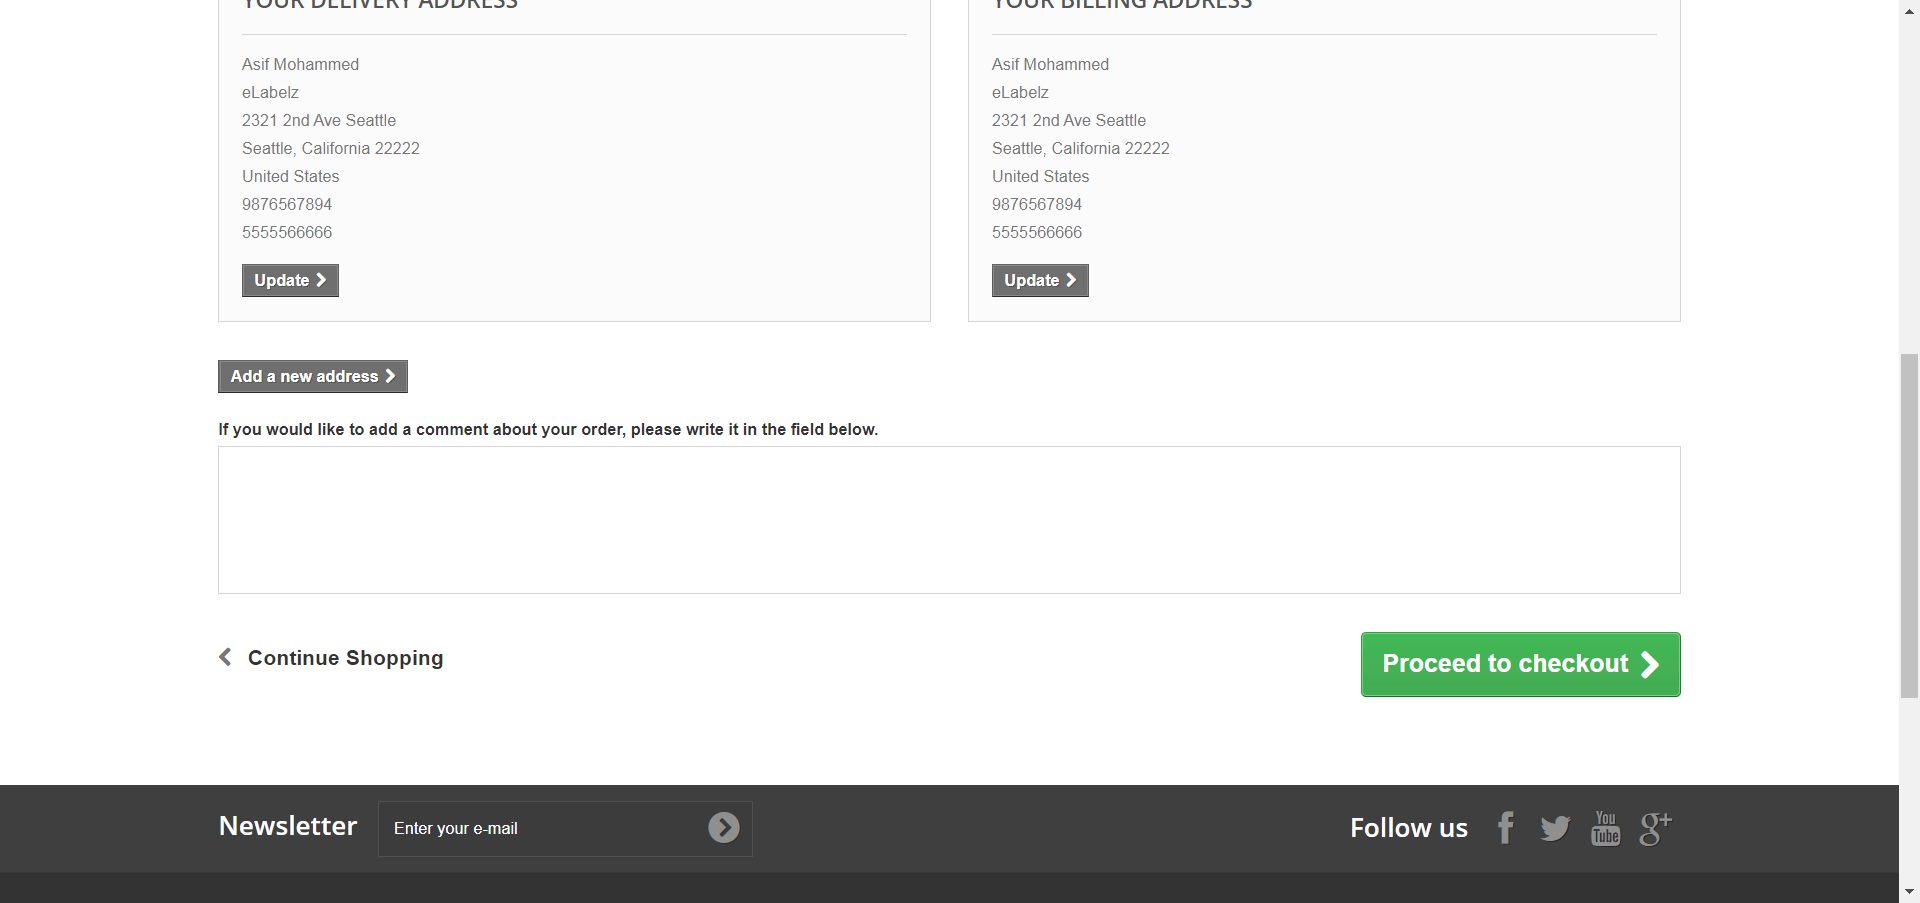 YOUR DELIVERY ADDRESS
Asif Mohammed
eLabelz
2321 2nd Ave Seattle
Seattle, California 22222
United States
9876567894
5555566666
Update
YOUR BILLING ADDRESS
Asif Mohammed
eLabelz
2321 2nd Ave Seattle
Seattle, California 22222
United States
9876567894
5555566666
Update
Add a new address
If you would like to add a comment about your order, please write it in the field below.
Continue Shopping
Proceed to checkout
Newsletter
Enter your e-mail
Follow us
f
You
Tube
g+